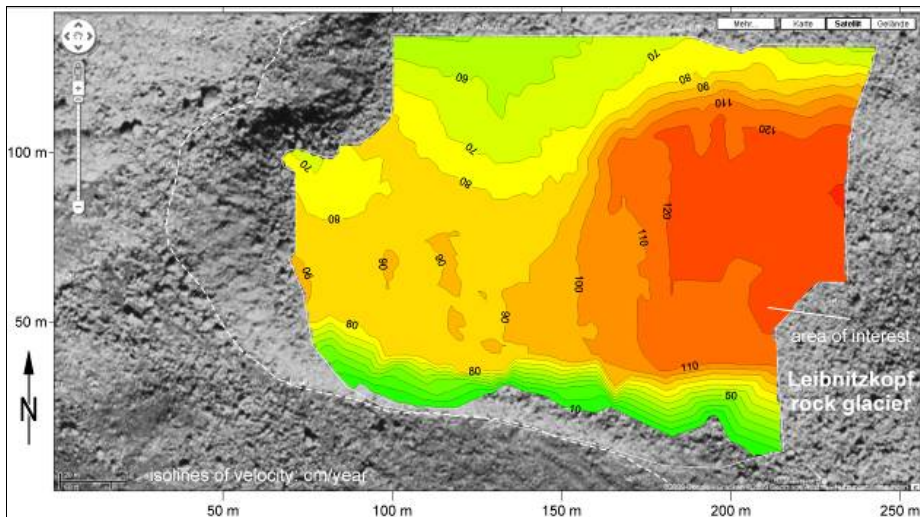 Mehr... Karte Satellit Gelände
70
60
70
80
90
110
120
70
80
70
80
90
90
90
90
100
110
120
80
80
10
110
50
100 m
50 m
N
area of interest
Leibnitzkopf
rock glacier
isolines of velocity: cm/year
50 m 100 m 150 m 200 m 250 m